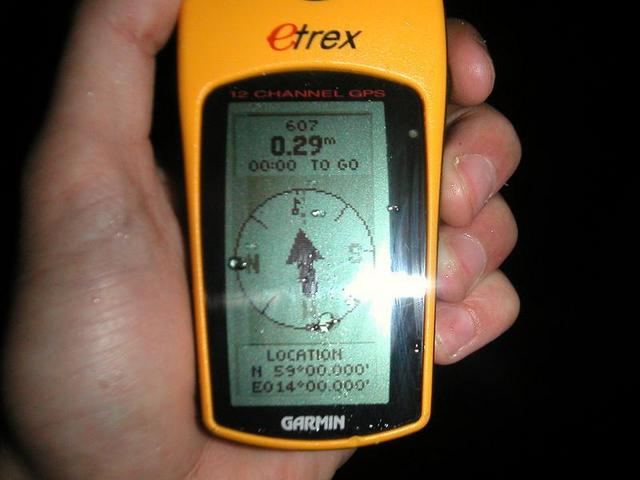 etrex
12 CHANNEL GPS
607
0.29m
00:00 TO GO
N S
LOCATION
N 59°00.000'
E014°00.000'
GARMIN